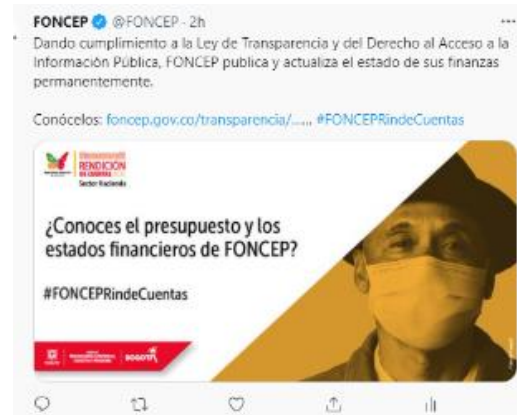 FONCEP @FONCEP · 2h
Dando cumplimiento a la Ley de Transparencia y del Derecho al Acceso a la
Información Pública, FONCEP publica y actualiza el estado de sus finanzas
permanentemente.
Conócelos: foncep.gov.co/transparencia/...... #FONCEPRindeCuentas
RENDICIÓN
DE CUENTAS
Sector Hacienda
¿Conoces el presupuesto y los
estados financieros de FONCEP?
#FONCEPRindeCuentas
BOGOTÁ